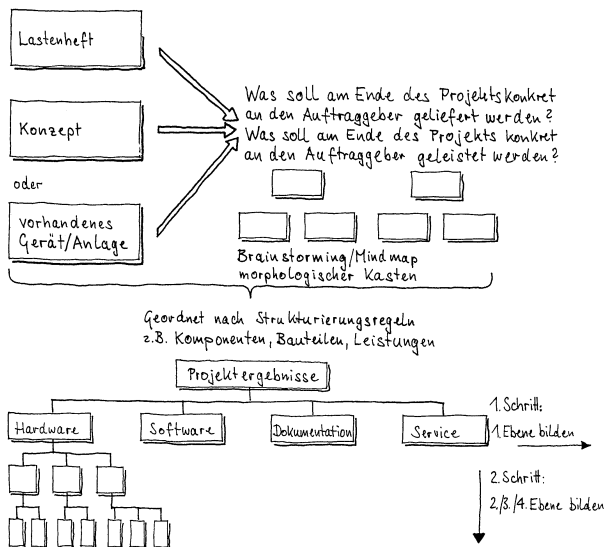 Lastenheft
Konzept
oder
vorhandenes
Gerät/Anlage
Was soll am Ende des Projekts konkret
an den Auftraggeber geliefert werden?
Was soll am Ende des Projekts konkret
an den Auftraggeber geleistet werden?
Brainstorming/Mindmap
morphologischer Kasten
Geordnet nach Strukturierungsregeln
z.B. Komponenten, Bauteilen, Leistungen
Projektergebnisse
Hardware
Software
Dokumentation
Service
1. Schritt:
1. Ebene bilden
2. Schritt:
2./3./4. Ebene bilden